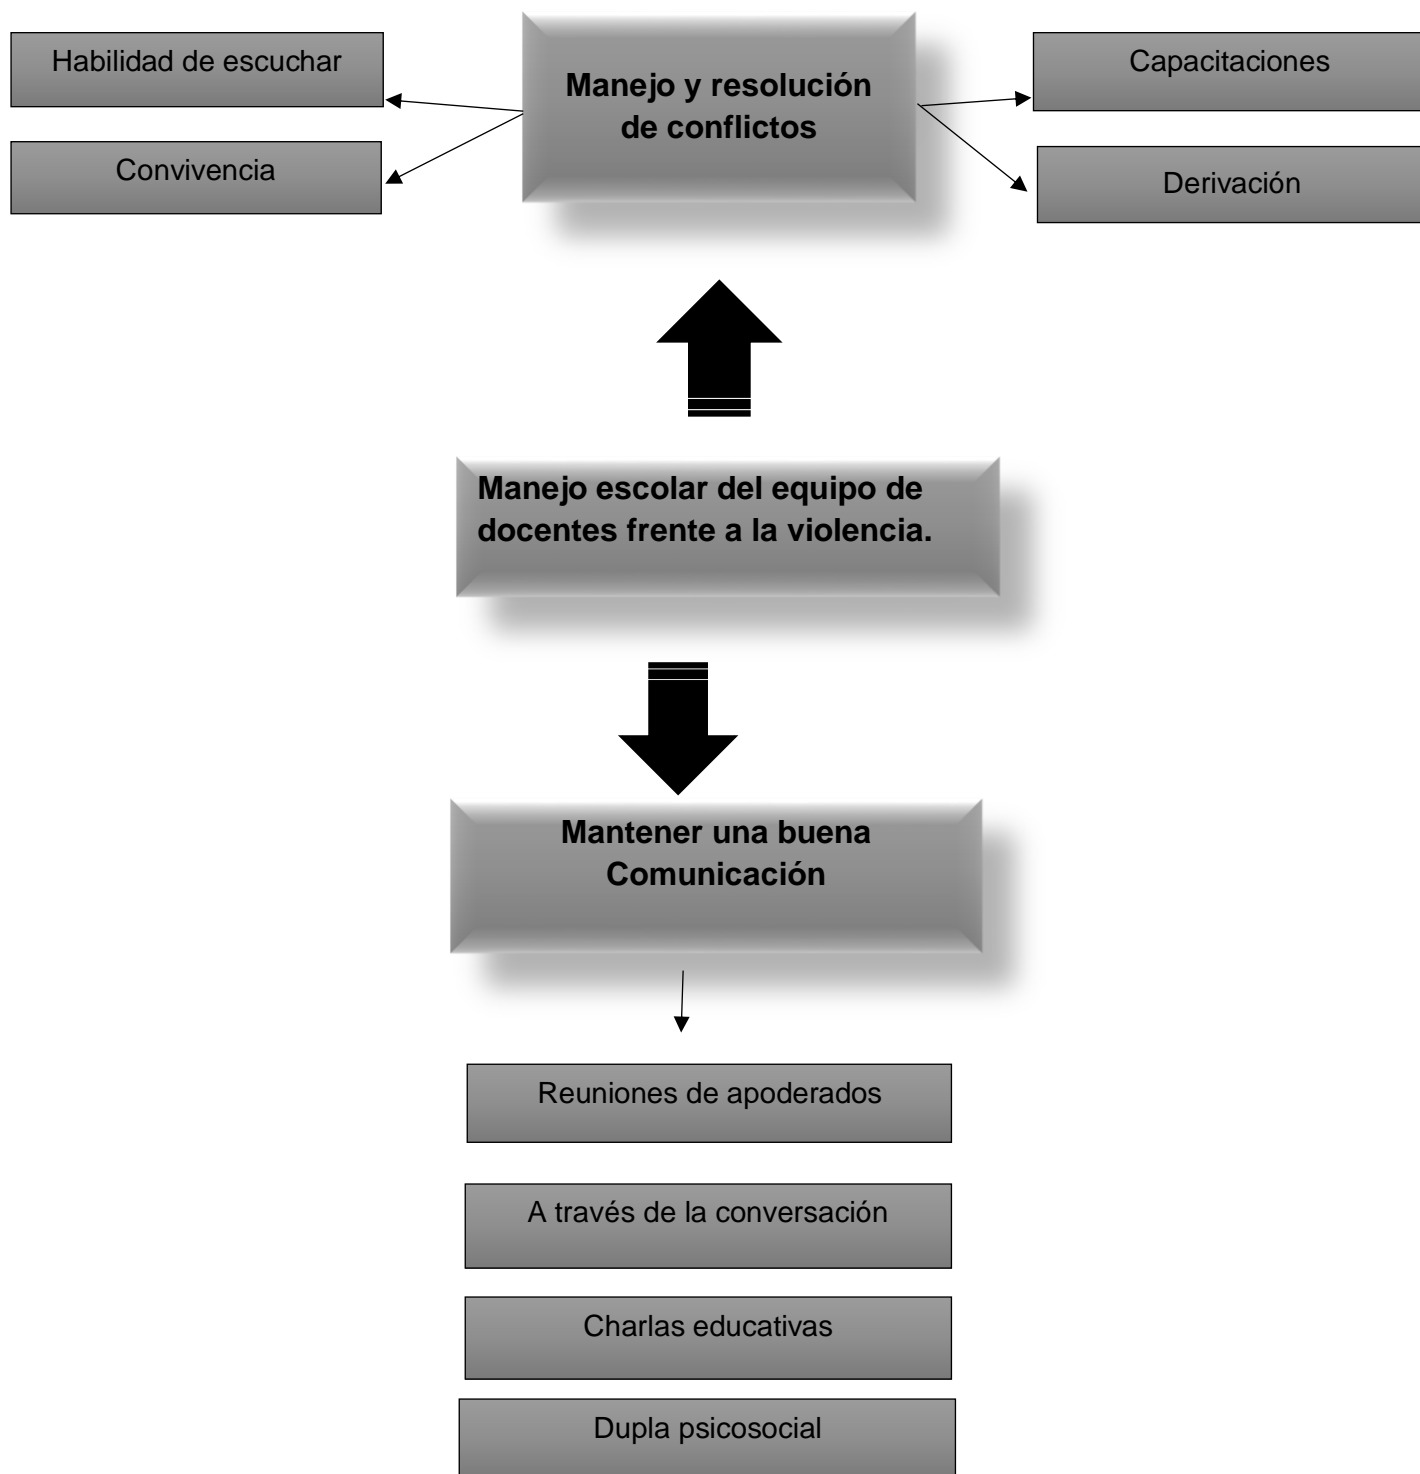 Habilidad de escuchar
Convivencia
Manejo y resolución
de conflictos
Capacitaciones
Derivación
Manejo escolar del equipo de
docentes frente a la violencia.
Mantener una buena
Comunicación
Reuniones de apoderados
A través de la conversación
Charlas educativas
Dupla psicosocial